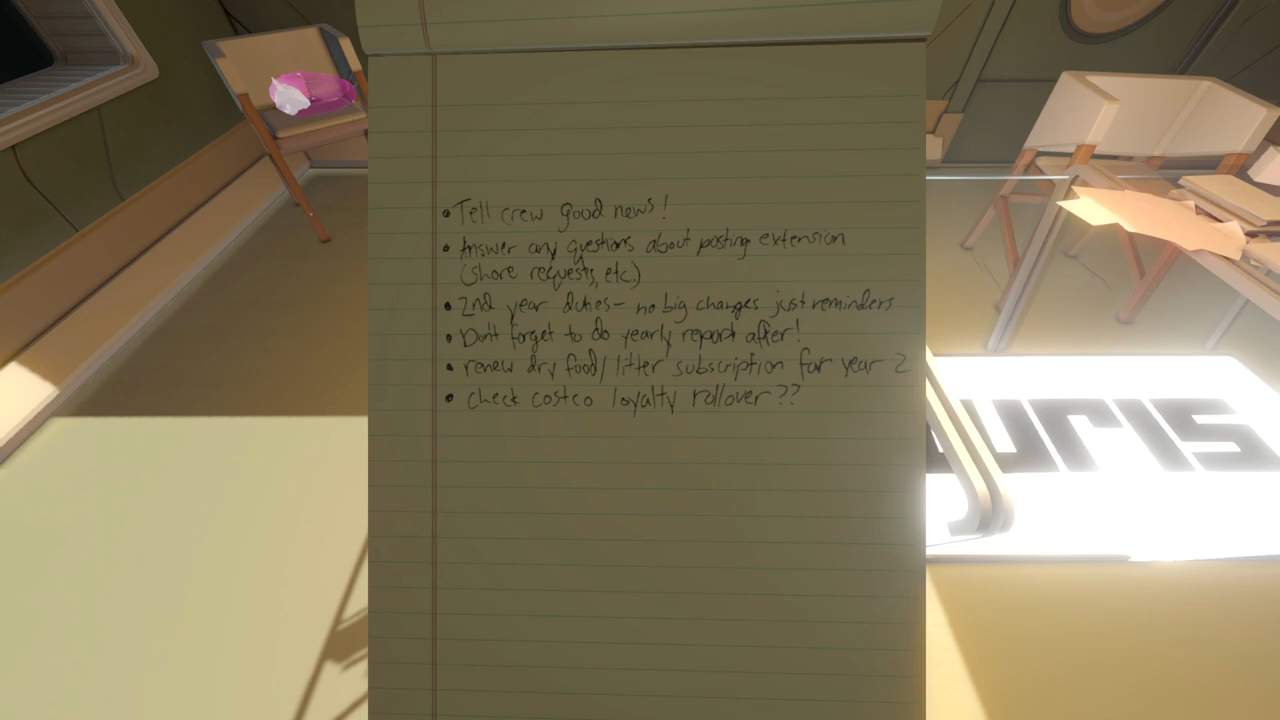 • Tell crew good news!
• Answer any questions about posting extension
(shore requests, etc.)
• 2nd year duties - no big changes just reminders
• Don't forget to do yearly report after!
• renew dry food/litter subscription for year 2
• check costco loyalty rollover??
URIS